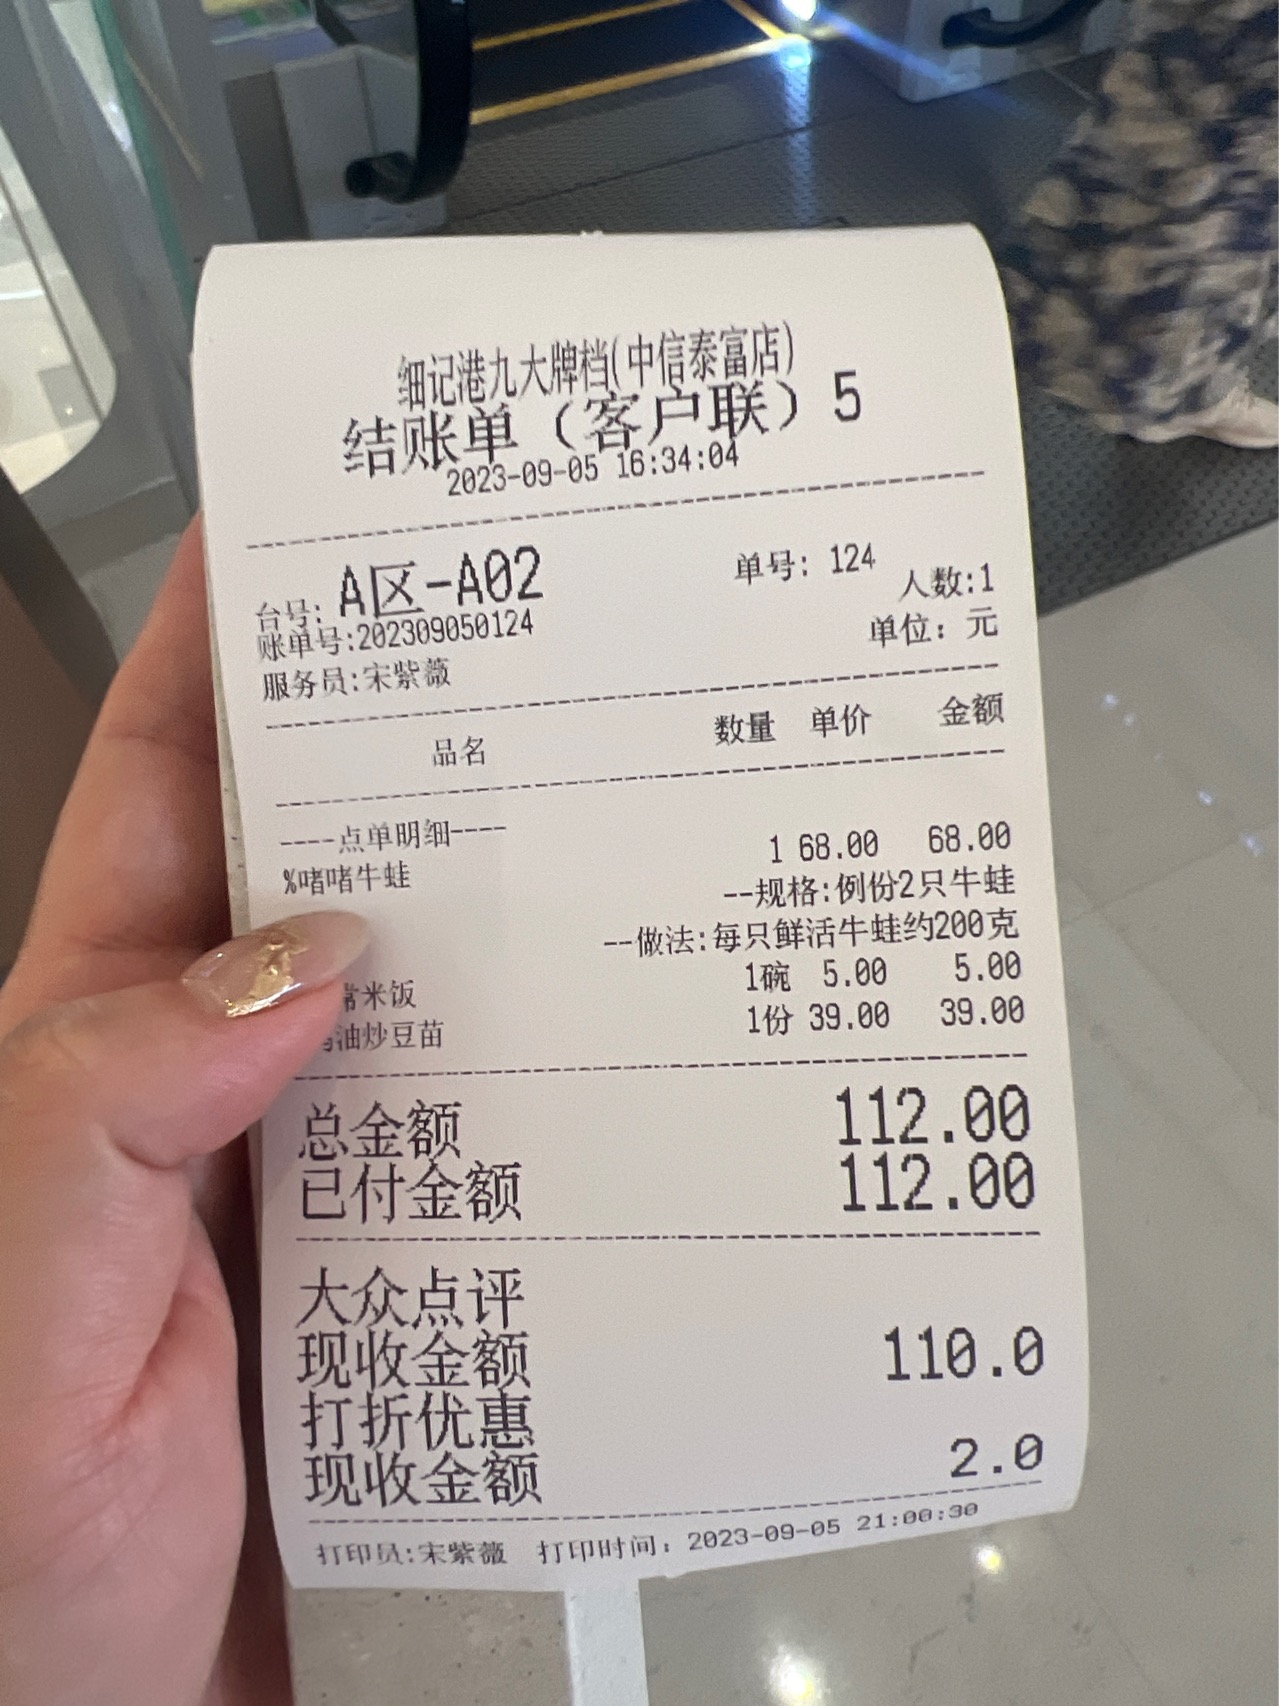 细记港九大牌档(中信泰富店)
结账单（客户联）5
2023-09-05 16:34:04
台号: A区-A02 单号: 124
账单号:202309050124 人数:1
服务员:宋紫薇 单位: 元
品名 数量 单价 金额
----点单明细----
%啫啫牛蛙 1 68.00 68.00
--规格:例份2只牛蛙
--做法:每只鲜活牛蛙约200克
米饭 1碗 5.00 5.00
油炒豆苗 1份 39.00 39.00
总金额 112.00
已付金额 112.00
大众点评
现收金额 110.0
打折优惠
现收金额 2.0
打印员:宋紫薇 打印时间: 2023-09-05 21:00:30